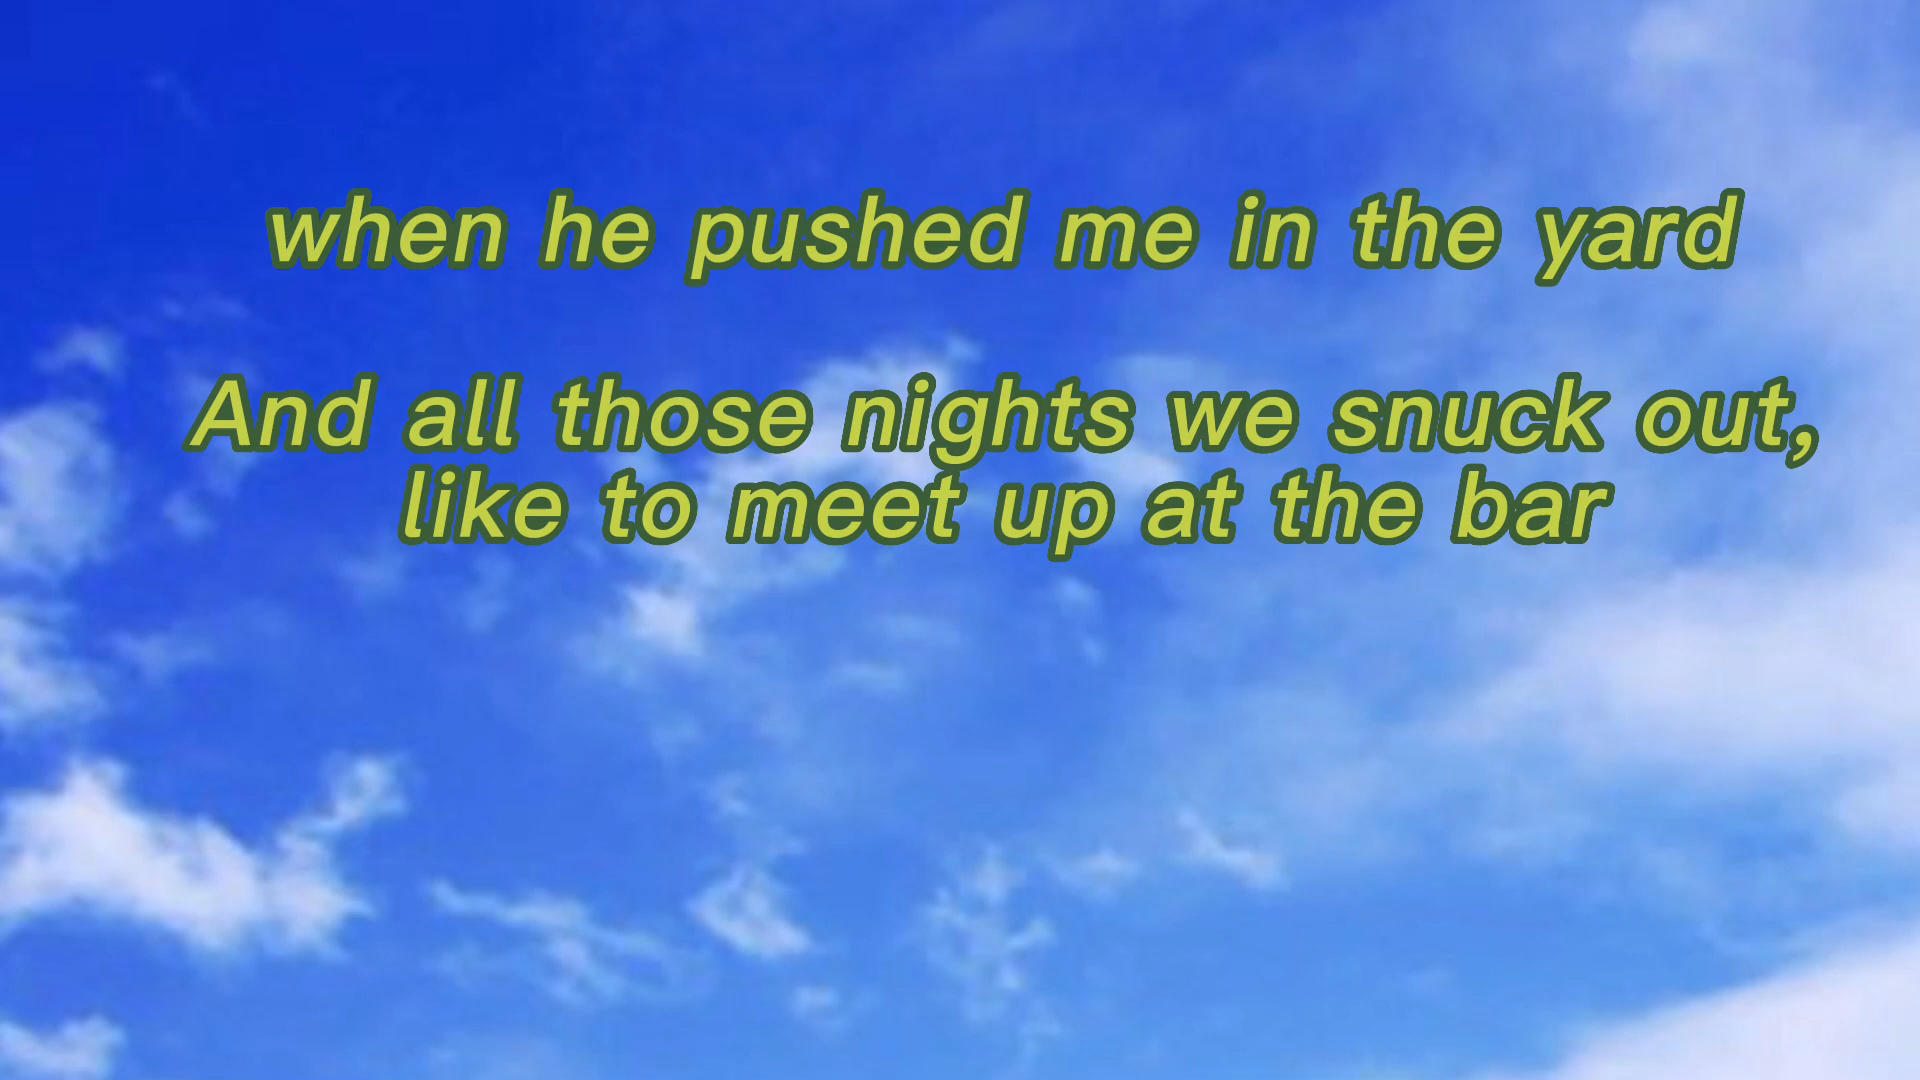 when he pushed me in the yard
And all those nights we snuck out,
like to meet up at the bar